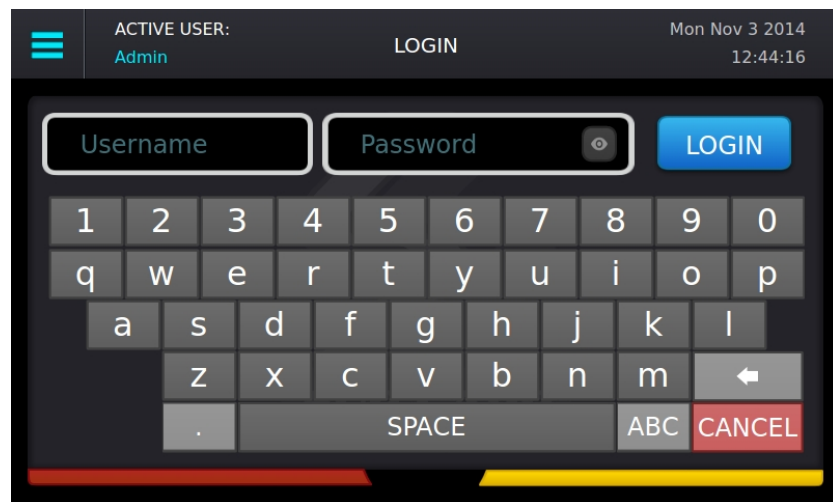 ACTIVE USER:
Admin
LOGIN
Mon Nov 3 2014
12:44:16
Username
Password
LOGIN
1 2 3 4 5 6 7 8 9 0
q w e r t y u i o p
a s d f g h j k l
z x c v b n m
. SPACE ABC CANCEL